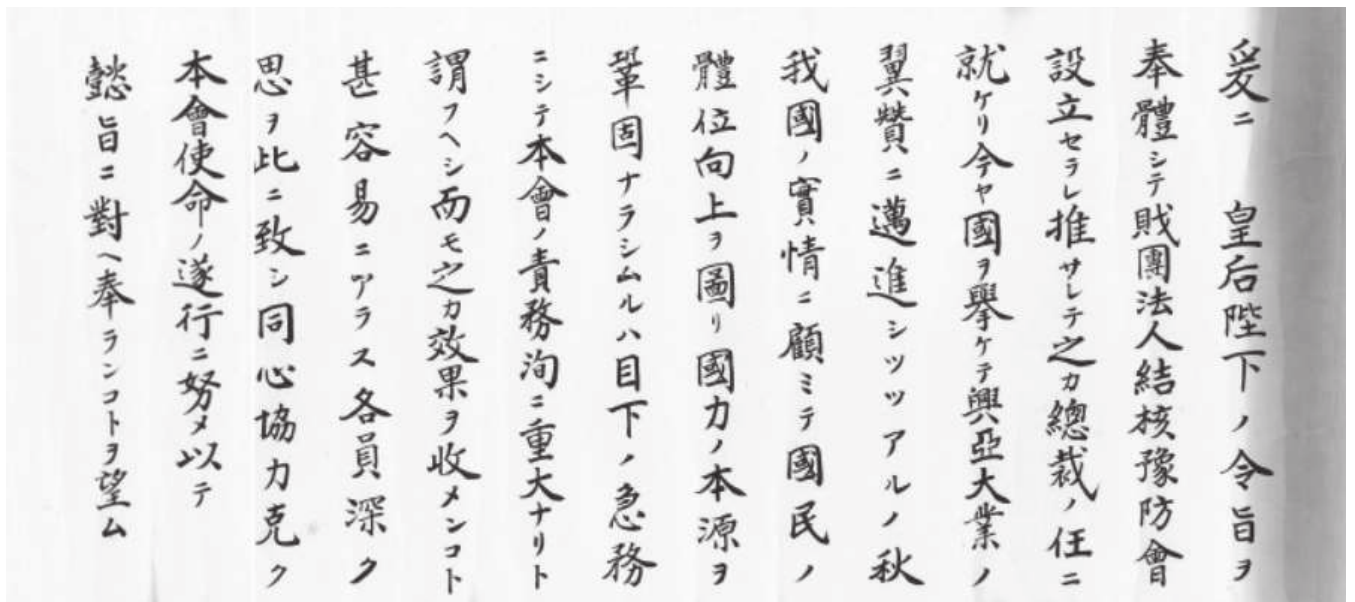 爰ニ　皇后陛下ノ令旨ヲ
奉體シテ財團法人結核豫防會
設立セラレ推サレテ之カ總裁ノ任ニ
就ケリ今ヤ國ヲ擧ケテ興亞大業ノ
翼贊ニ邁進シツツアルノ秋
我國ノ實情ニ顧ミテ國民ノ
體位向上ヲ圖リ國力ノ本源ヲ
鞏固ナラシムルハ目下ノ急務
ニシテ本會ノ責務洵ニ重大ナリト
謂フヘシ而モ之カ效果ヲ收メンコト
甚容易ニアラス各員深ク
思ヲ比ニ致シ同心協力克ク
本會使命ノ遂行ニ努メ以テ
懿旨ニ對ヘ奉ランコトヲ望ム